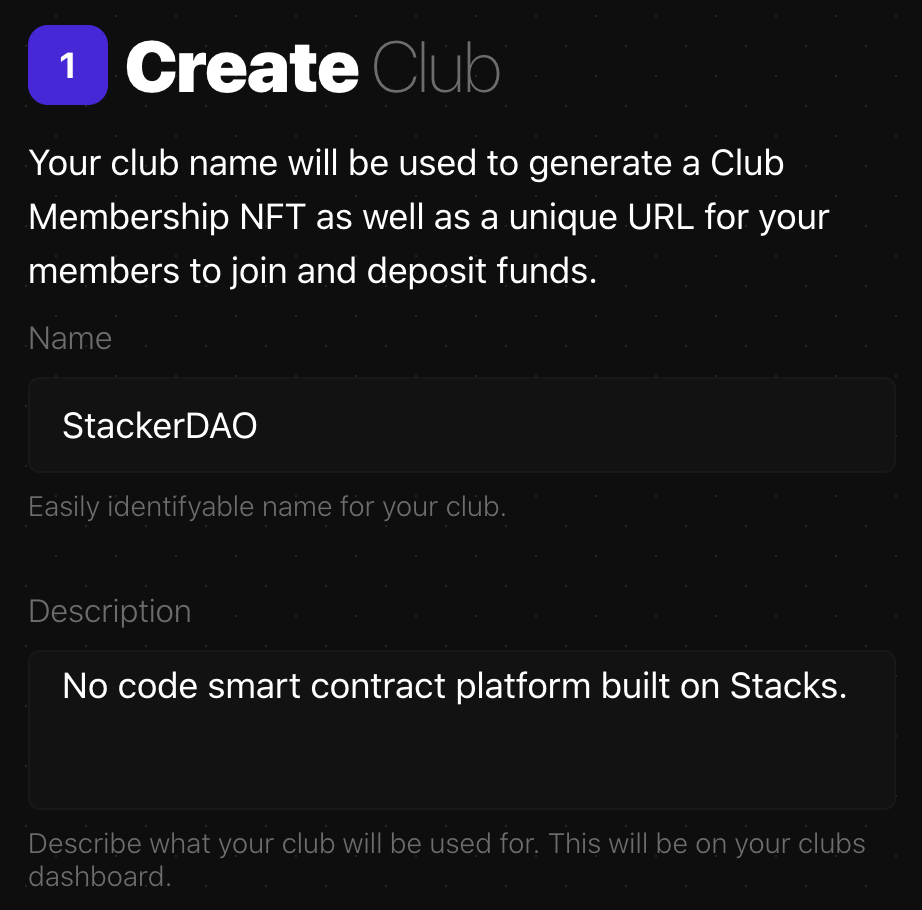 1
Create Club
Your club name will be used to generate a Club
Membership NFT as well as a unique URL for your
members to join and deposit funds.
Name
StackerDAO
Easily identifyable name for your club.
Description
No code smart contract platform built on Stacks.
Describe what your club will be used for. This will be on your clubs
dashboard.